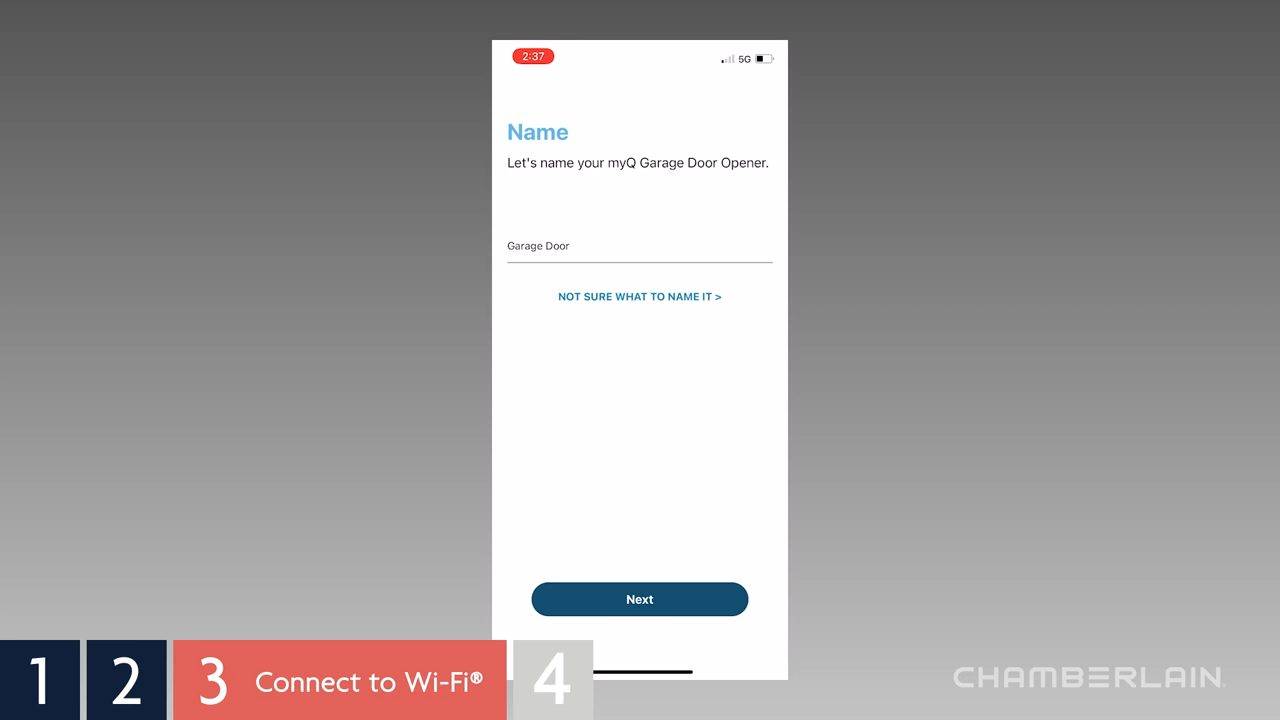 2:37
5G
Name
Let's name your myQ Garage Door Opener.
Garage Door
NOT SURE WHAT TO NAME IT >
Next
1 2 3 Connect to Wi-Fi® 4
CHAMBERLAIN